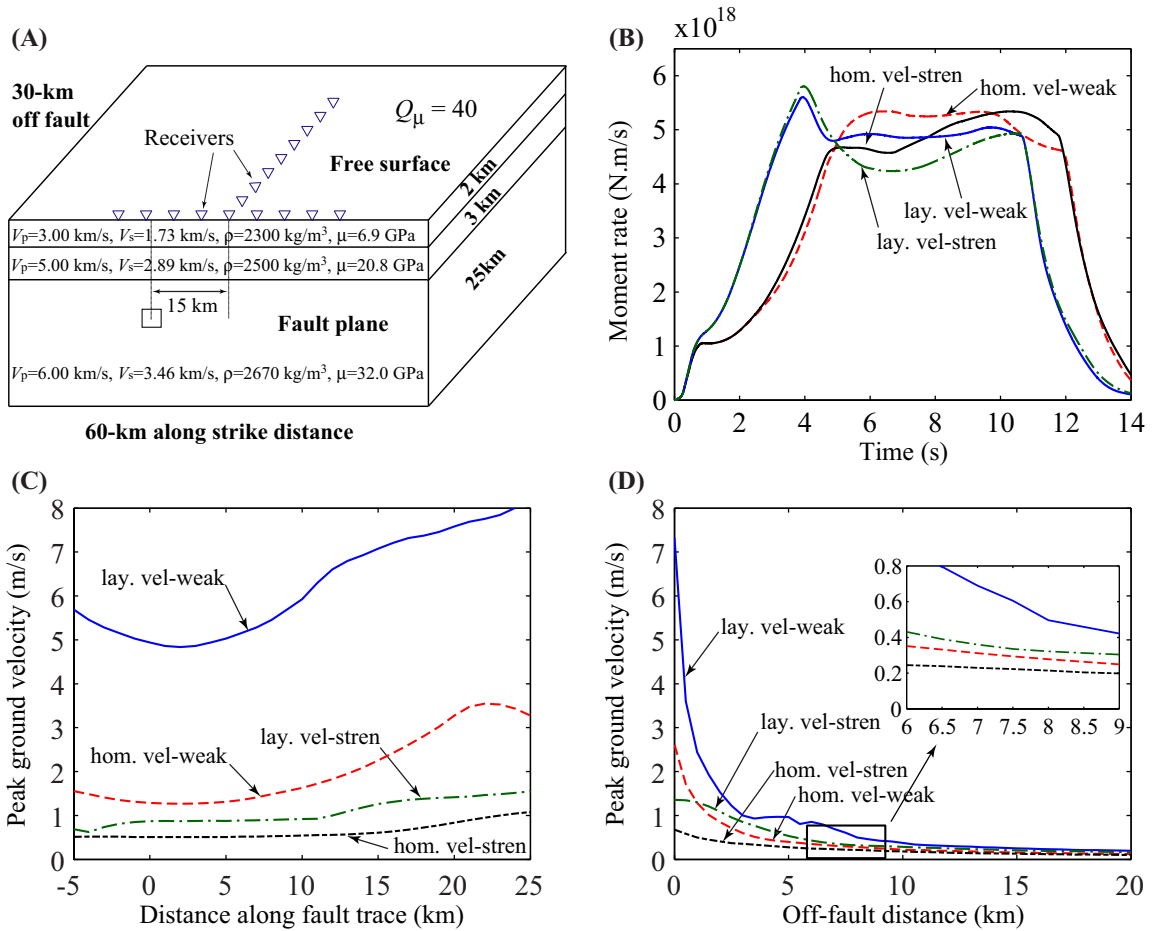 (A)
30-km
off fault
Receivers
Qμ = 40
Free surface
2 km
3 km
25km
Vp=3.00 km/s, Vs=1.73 km/s, ρ=2300 kg/m³, μ=6.9 GPa
Vp=5.00 km/s, Vs=2.89 km/s, ρ=2500 kg/m³, μ=20.8 GPa
15 km
Fault plane
Vp=6.00 km/s, Vs=3.46 km/s, ρ=2670 kg/m³, μ=32.0 GPa
60-km along strike distance
(B)
x10¹⁸
Moment rate (N.m/s)
6
5
4
3
2
1
0
hom. vel-stren
hom. vel-weak
lay. vel-weak
lay. vel-stren
0 2 4 6 8 10 12 14
Time (s)
(C)
Peak ground velocity (m/s)
8
7
6
5
4
3
2
1
0
lay. vel-weak
hom. vel-weak
lay. vel-stren
hom. vel-stren
-5 0 5 10 15 20 25
Distance along fault trace (km)
(D)
Peak ground velocity (m/s)
8
7
6
5
4
3
2
1
0
lay. vel-weak
lay. vel-stren
hom. vel-stren
hom. vel-weak
0.8
0.6
0.4
0.2
0
6 6.5 7 7.5 8 8.5 9
0 5 10 15 20
Off-fault distance (km)